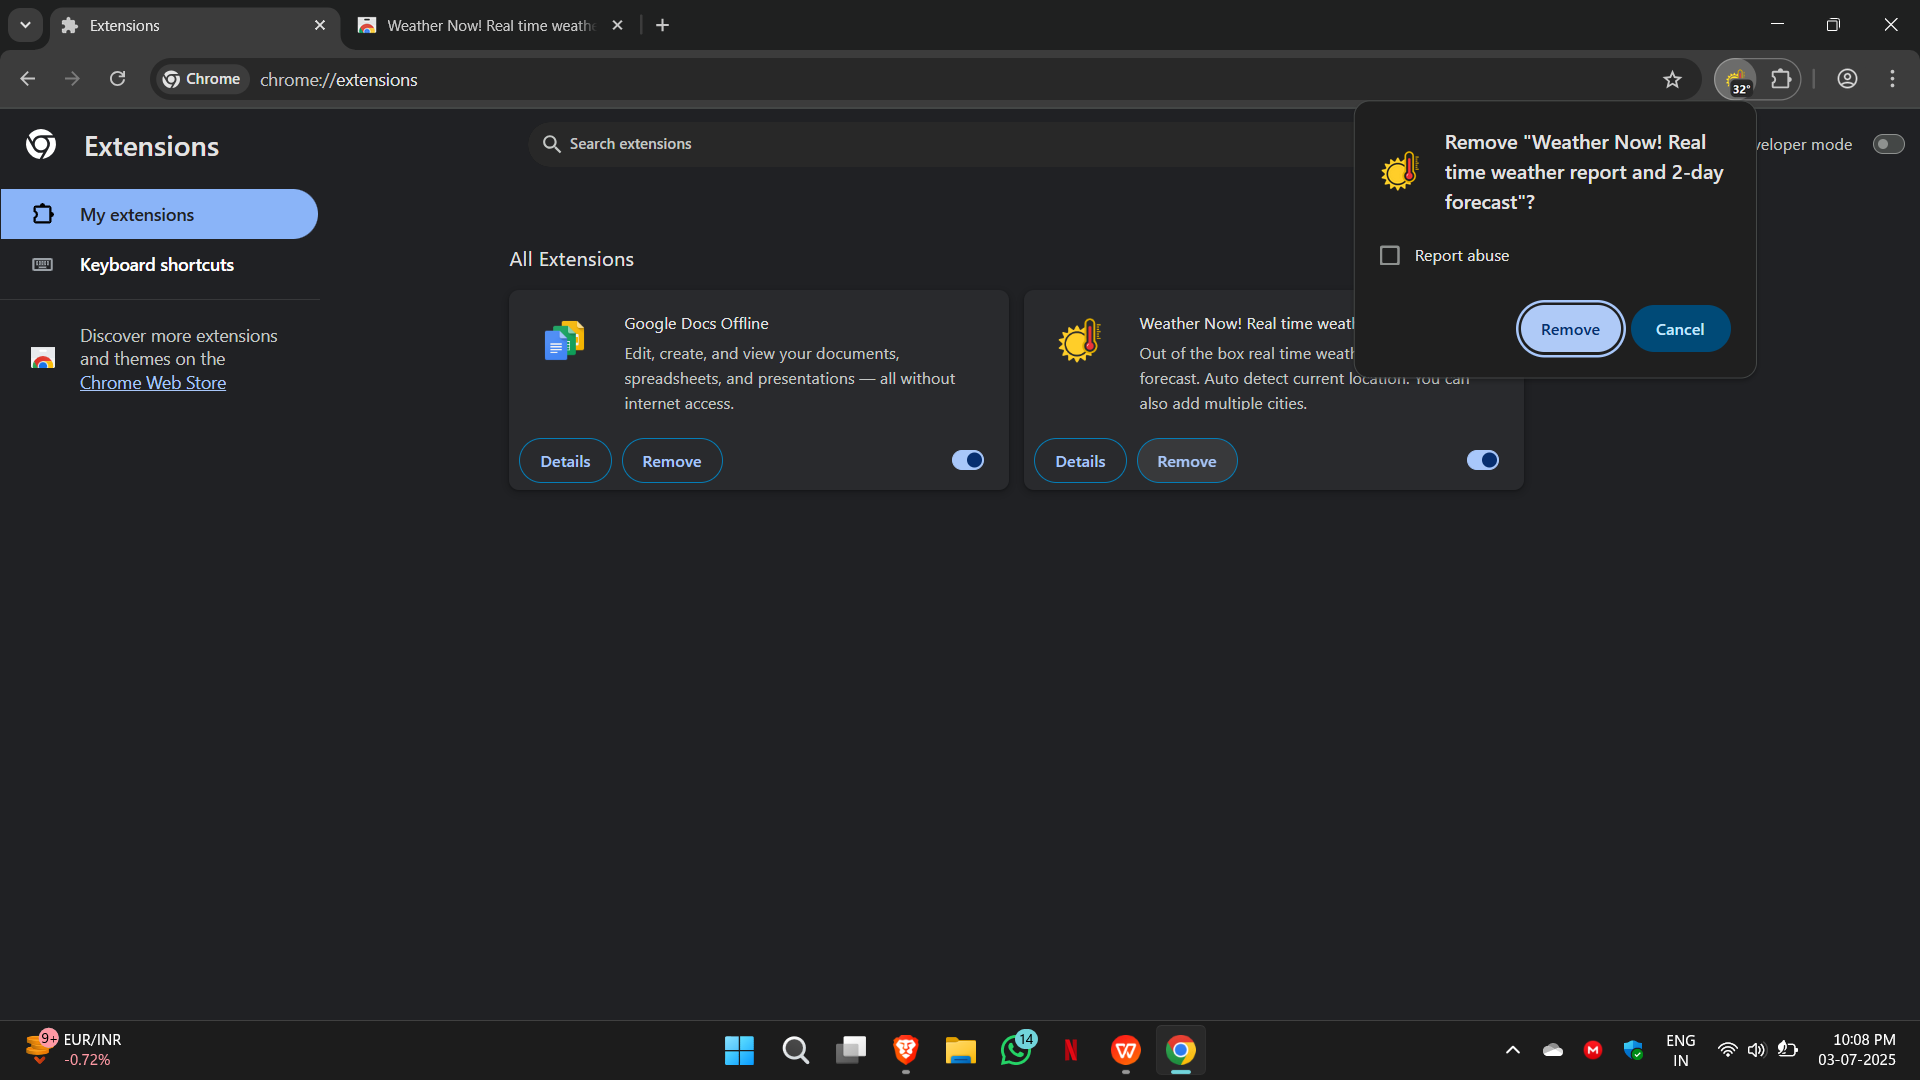 Extensions
Weather Now! Real time weath
Chrome
chrome://extensions
32°
Extensions
Search extensions
veloper mode
Remove "Weather Now! Real
time weather report and 2-day
forecast"?
Report abuse
Remove
Cancel
My extensions
Keyboard shortcuts
Discover more extensions
and themes on the
Chrome Web Store
All Extensions
Google Docs Offline
Edit, create, and view your documents,
spreadsheets, and presentations — all without
internet access.
Details
Remove
Weather Now! Real time weat
Out of the box real time weath
forecast. Auto detect current location. You can
also add multiple cities.
Details
Remove
9+
EUR/INR
-0.72%
14
ENG
IN
10:08 PM
03-07-2025